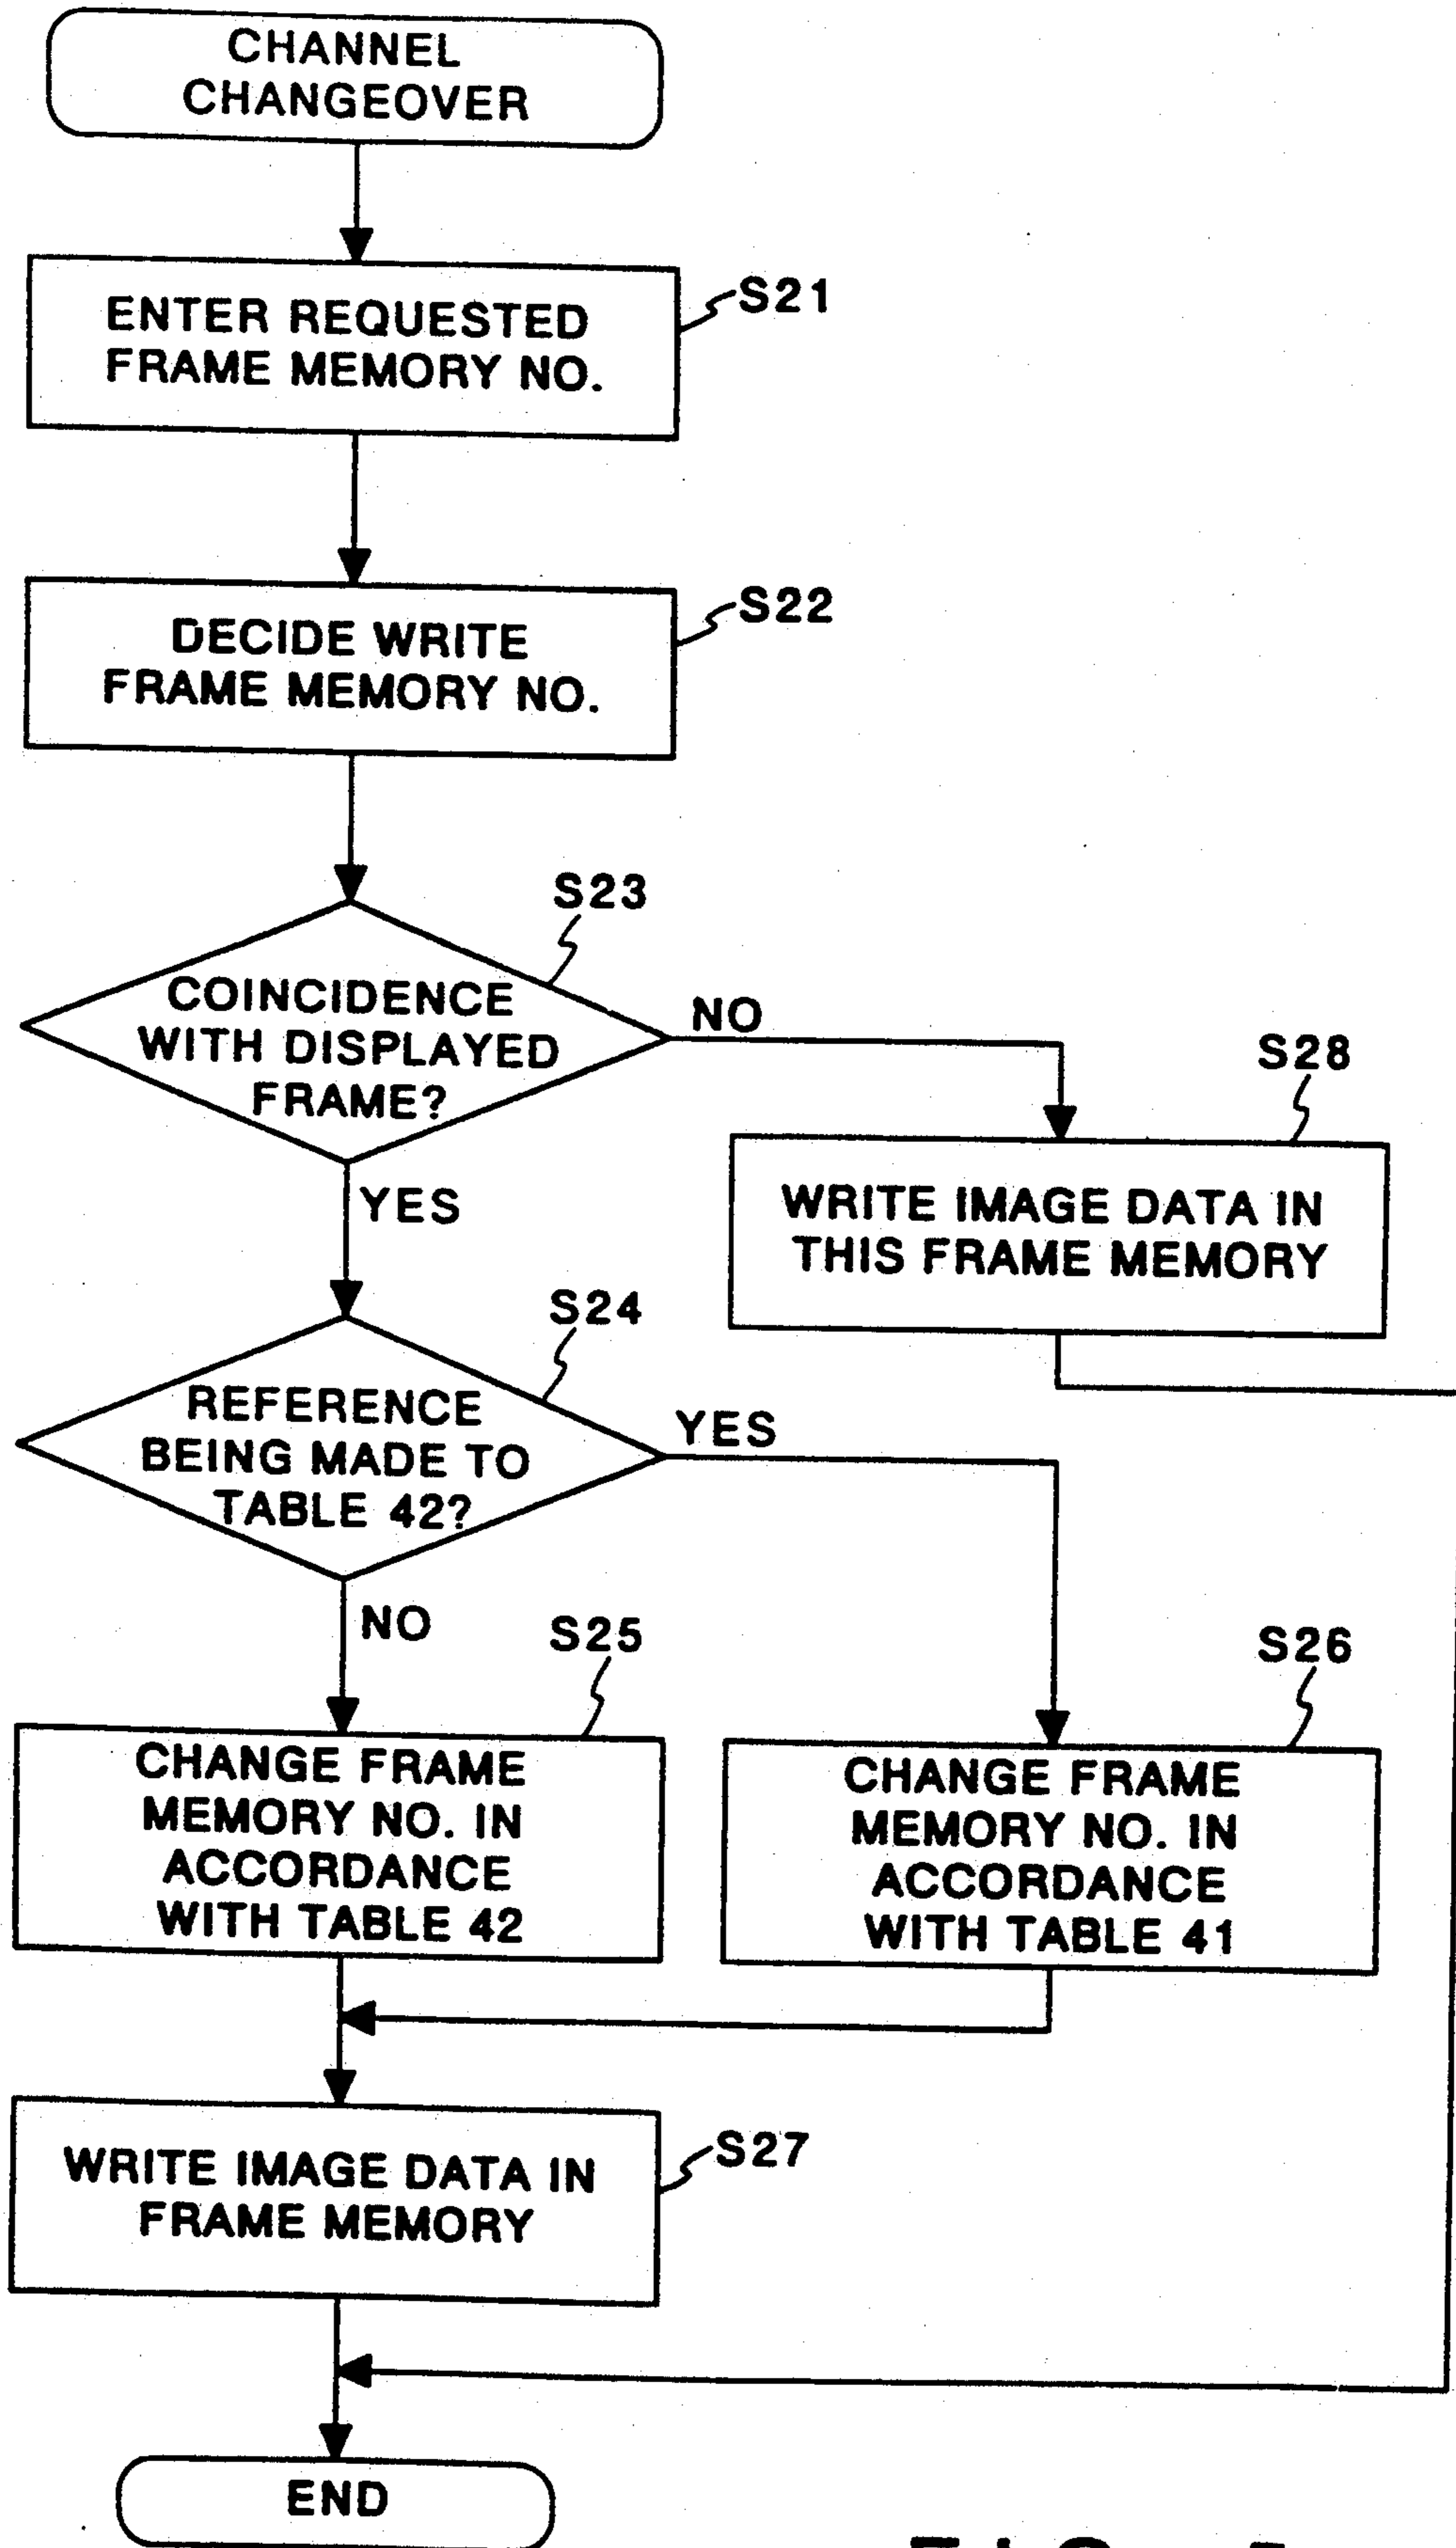 CHANNEL
CHANGEOVER
ENTER REQUESTED
FRAME MEMORY NO.
S21
DECIDE WRITE
FRAME MEMORY NO.
S22
S23
COINCIDENCE
WITH DISPLAYED
FRAME?
NO
YES
S28
WRITE IMAGE DATA IN
THIS FRAME MEMORY
S24
REFERENCE
BEING MADE TO
TABLE 42?
YES
NO
S25
CHANGE FRAME
MEMORY NO. IN
ACCORDANCE
WITH TABLE 42
S26
CHANGE FRAME
MEMORY NO. IN
ACCORDANCE
WITH TABLE 41
WRITE IMAGE DATA IN
FRAME MEMORY
S27
END